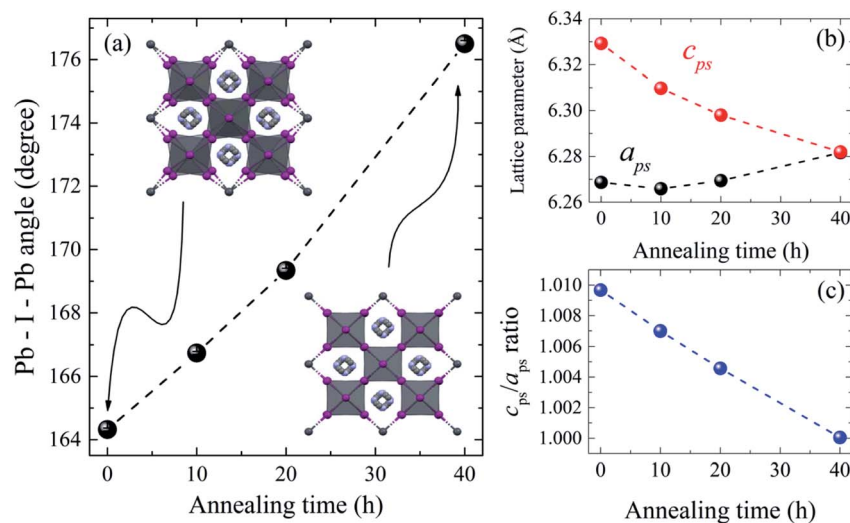 (a)
Pb - I - Pb angle (degree)
176
174
172
170
168
166
164
0 10 20 30 40
Annealing time (h)
(b)
Lattice parameter (Å)
6.34
6.32
6.30
6.28
6.26
c_ps
a_ps
0 10 20 30 40
Annealing time (h)
(c)
c_ps/a_ps ratio
1.010
1.008
1.006
1.004
1.002
1.000
0 10 20 30 40
Annealing time (h)